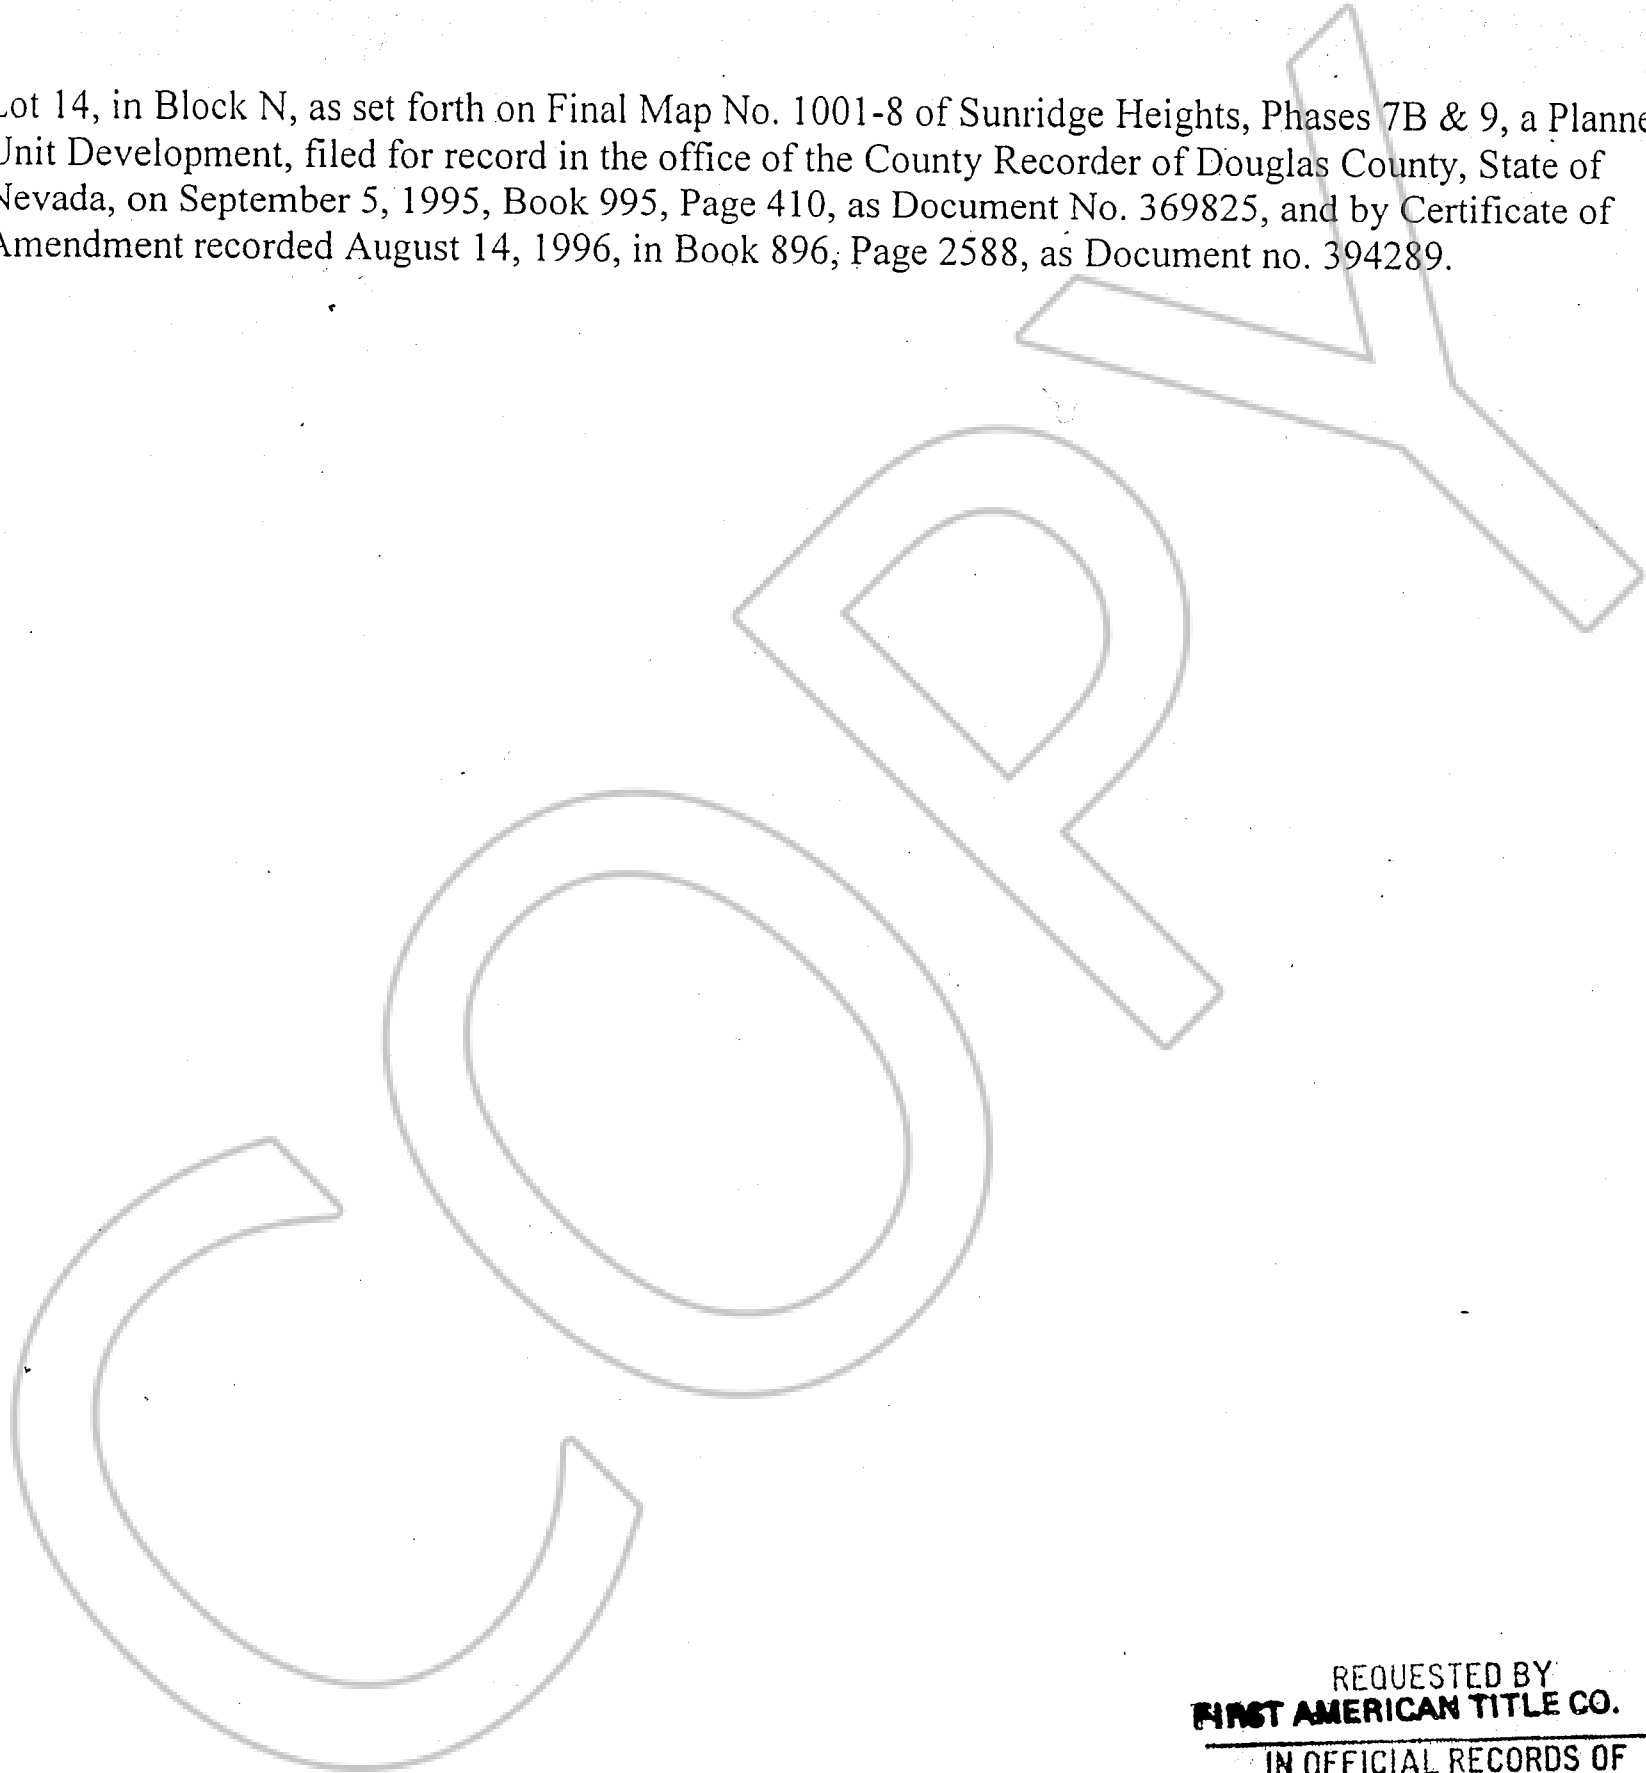 Lot 14, in Block N, as set forth on Final Map No. 1001-8 of Sunridge Heights, Phases 7B & 9, a Planne
Unit Development, filed for record in the office of the County Recorder of Douglas County, State of
Nevada, on September 5, 1995, Book 995, Page 410, as Document No. 369825, and by Certificate of
Amendment recorded August 14, 1996, in Book 896, Page 2588, as Document no. 394289.
COPY
REQUESTED BY
FIRST AMERICAN TITLE CO.
IN OFFICIAL RECORDS OF